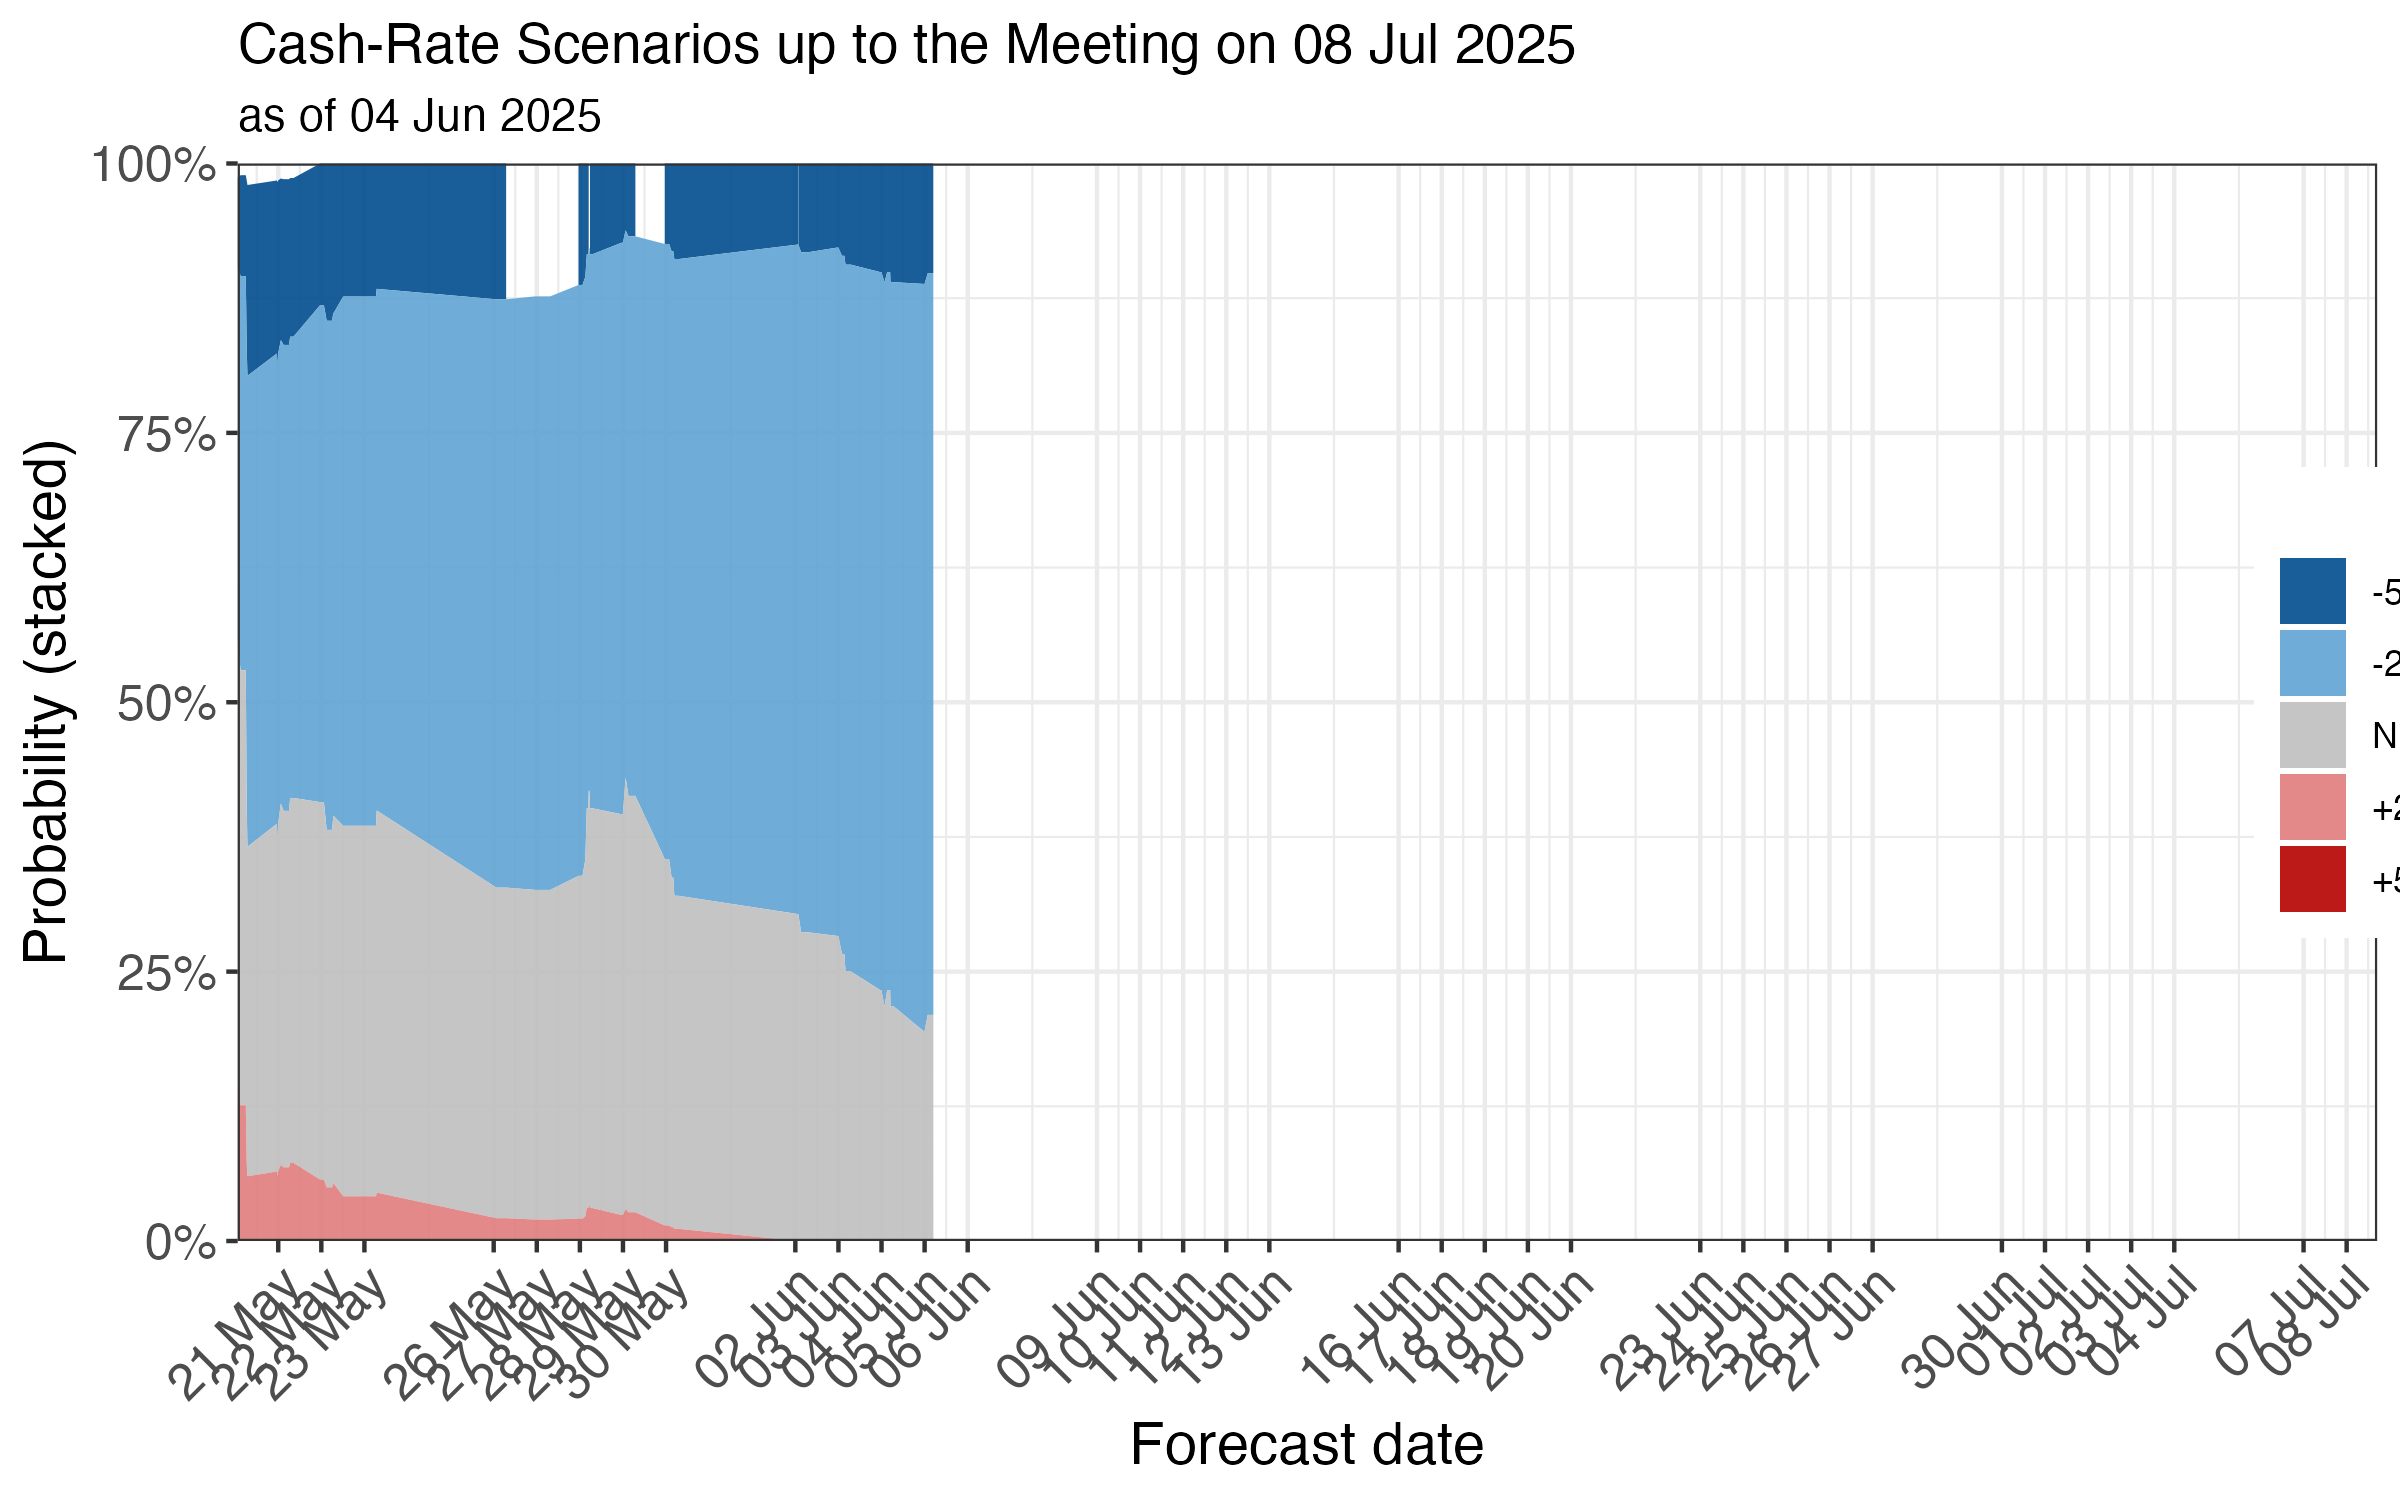 Cash-Rate Scenarios up to the Meeting on 08 Jul 2025
as of 04 Jun 2025
Probability (stacked)
100%
75%
50%
25%
0%
-5
-2
N
+2
+5
21 May
22 May
23 May
26 May
27 May
28 May
29 May
30 May
02 Jun
03 Jun
04 Jun
05 Jun
06 Jun
09 Jun
10 Jun
11 Jun
12 Jun
13 Jun
16 Jun
17 Jun
18 Jun
19 Jun
20 Jun
23 Jun
24 Jun
25 Jun
26 Jun
27 Jun
30 Jun
01 Jul
02 Jul
03 Jul
04 Jul
07 Jul
08 Jul
Forecast date